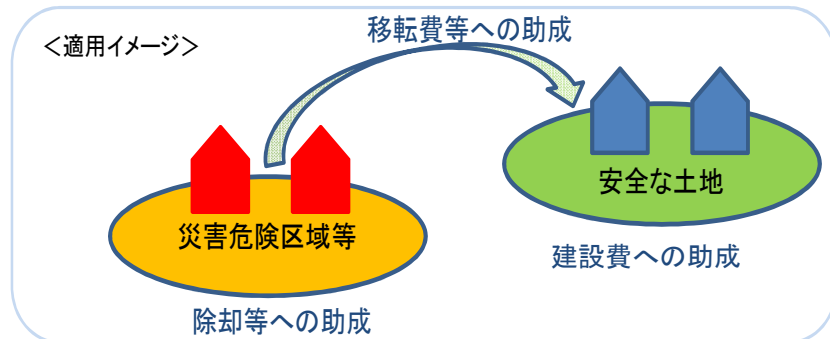 ＜適用イメージ＞
移転費等への助成
災害危険区域等
安全な土地
除却等への助成
建設費への助成